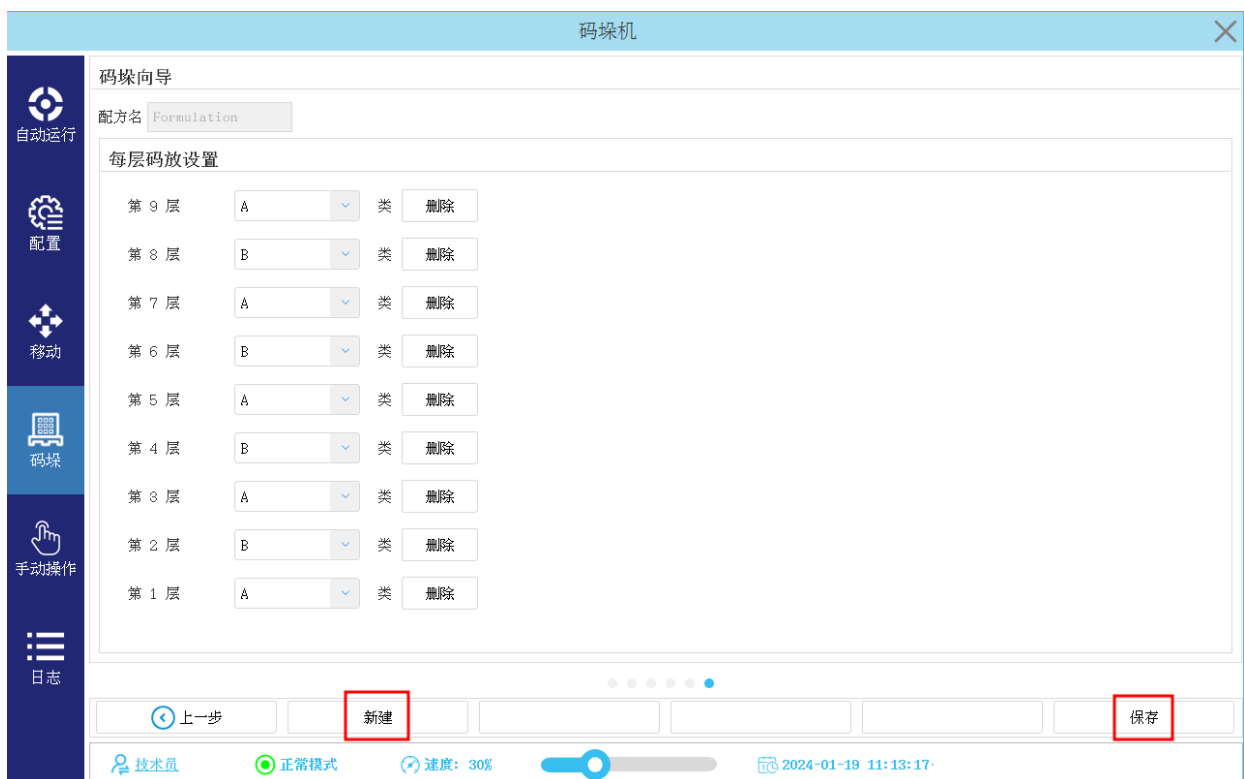 码垛机
码垛向导
配方名 Formulation
每层码放设置
第 9 层 A 类 删除
第 8 层 B 类 删除
第 7 层 A 类 删除
第 6 层 B 类 删除
第 5 层 A 类 删除
第 4 层 B 类 删除
第 3 层 A 类 删除
第 2 层 B 类 删除
第 1 层 A 类 删除
自动运行
配置
移动
码垛
手动操作
日志
上一步 新建 保存
技术员 正常模式 速度: 30% 2024-01-19 11:13:17